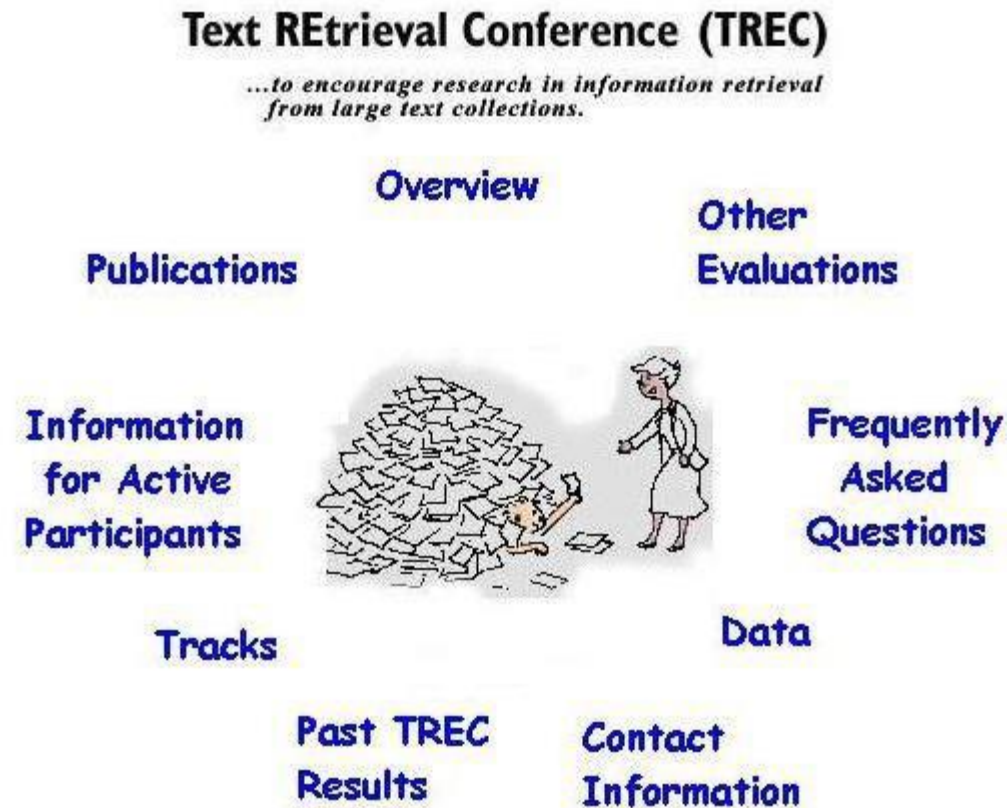 Text REtrieval Conference (TREC)
...to encourage research in information retrieval
from large text collections.
Overview
Other
Evaluations
Publications
Information
for Active
Participants
Frequently
Asked
Questions
Tracks
Data
Past TREC
Results
Contact
Information